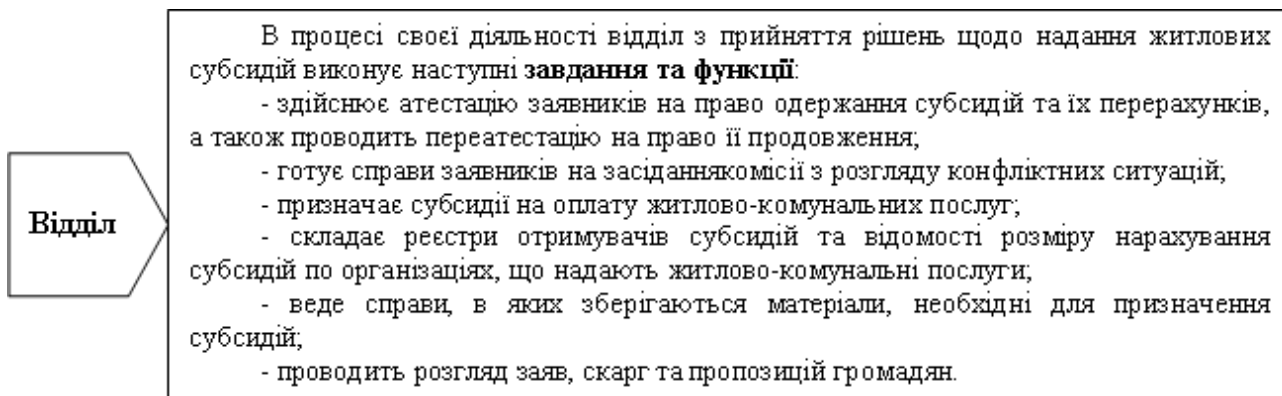 В процесі своєї діяльності відділ з прийняття рішень щодо надання житлових
субсидій виконує наступні завдання та функції:
- здійснює атестацію заявників на право одержання субсидій та їх перерахунків,
а також проводить переатестацію на право її продовження;
- готує справи заявників на засіданнякомісії з розгляду конфліктних ситуацій;
- призначає субсидії на оплату житлово-комунальних послуг;
Відділ
- складає реєстри отримувачів субсидій та відомості розміру нарахування
субсидій по організаціях, що надають житлово-комунальні послуги;
- веде справи, в яких зберігаються матеріали, необхідні для призначення
субсидій;
- проводить розгляд заяв, скарг та пропозицій громадян.